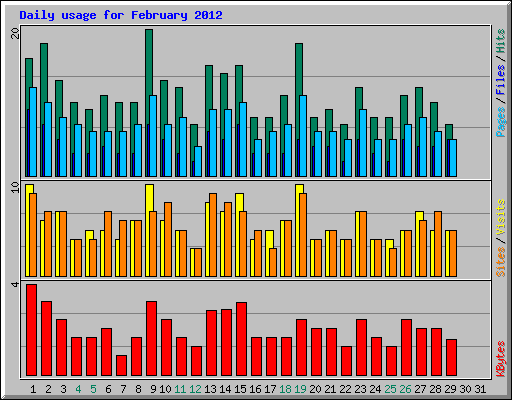 Daily usage for February 2012
20
Pages / Files / Hits
10
Sites / Visits
4
KBytes
1 2 3 4 5 6 7 8 9 10 11 12 13 14 15 16 17 18 19 20 21 22 23 24 25 26 27 28 29 30 31